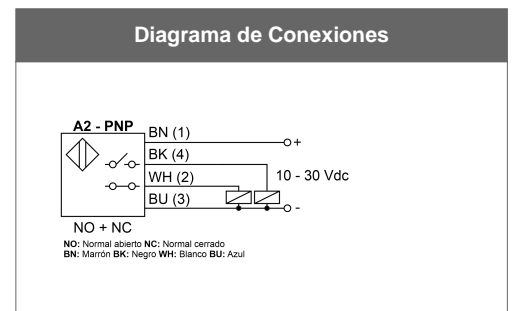 Diagrama de Conexiones
A2 - PNP
BN (1)
+
BK (4)
WH (2)
10 - 30 Vdc
BU (3)
-
NO + NC
NO: Normal abierto NC: Normal cerrado
BN: Marrón BK: Negro WH: Blanco BU: Azul